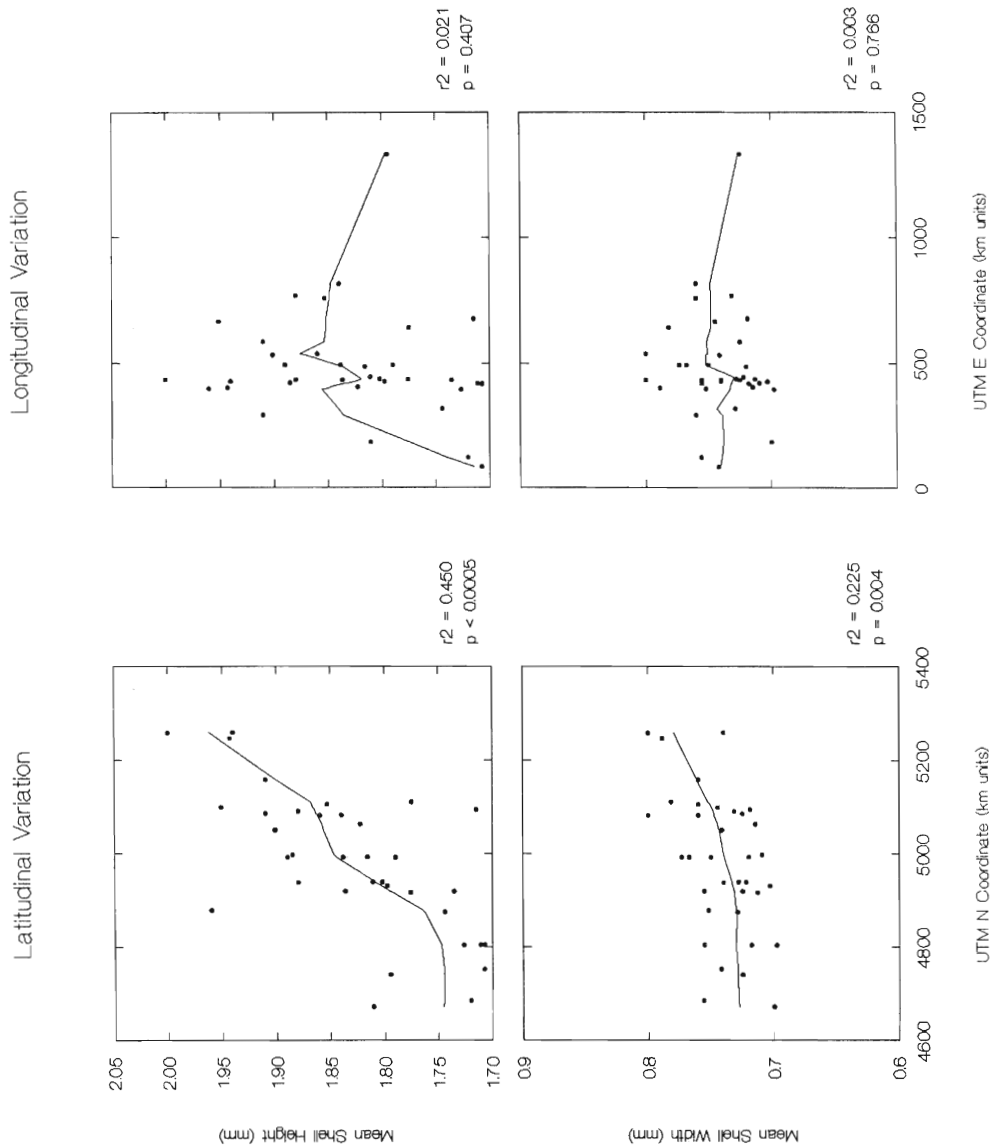 Latitudinal Variation
Longitudinal Variation
Mean Shell Height (mm)
2.05
2.00
1.95
1.90
1.85
1.80
1.75
1.70
r2 = 0.450
p < 0.0005
r2 = 0.021
p = 0.407
Mean Shell Width (mm)
0.9
0.8
0.7
0.6
4600
4800
5000
5200
5400
UTM N Coordinate (km units)
r2 = 0.225
p = 0.004
0
500
1000
1500
UTM E Coordinate (km units)
r2 = 0.003
p = 0.766